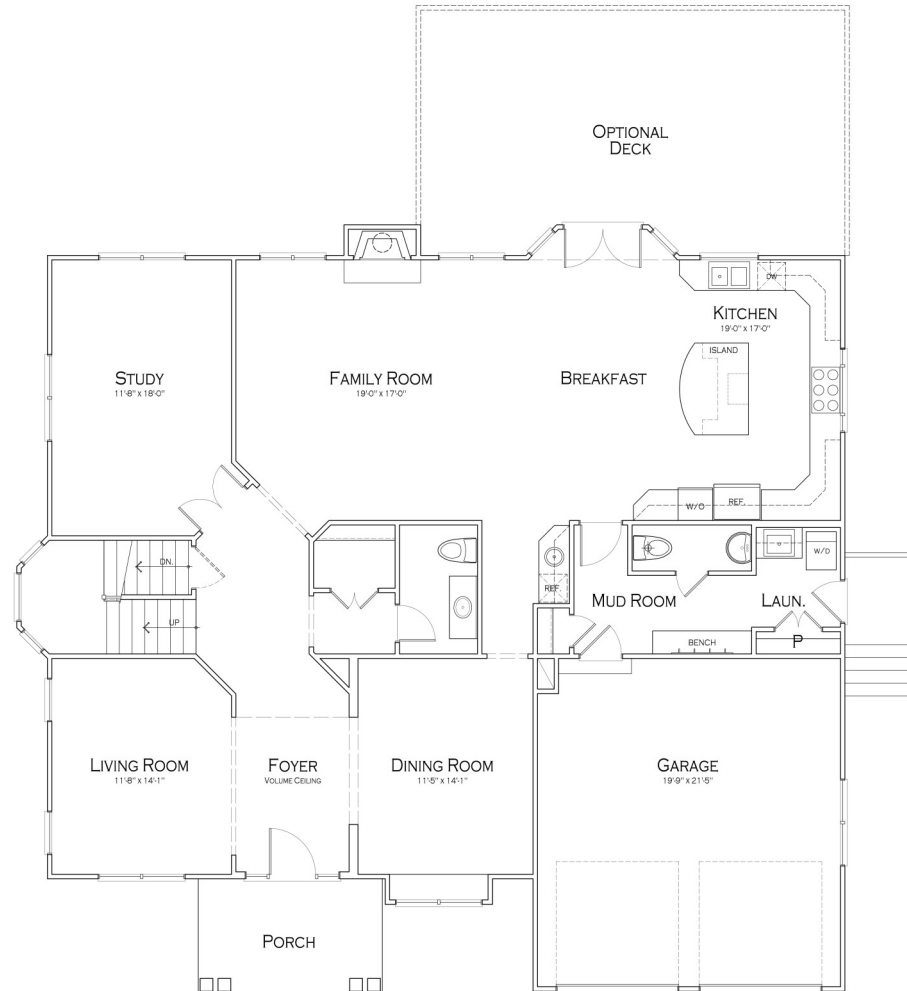 OPTIONAL
DECK
KITCHEN
19'-0" x 17'-0"
DW
ISLAND
STUDY
11'-8" x 18'-0"
FAMILY ROOM
19'-0" x 17'-0"
BREAKFAST
W/O
REF.
DN.
UP
REF.
MUD ROOM
W/D
LAUN.
BENCH
P
LIVING ROOM
11'-8" x 14'-1"
FOYER
VOLUME CEILING
DINING ROOM
11'-5" x 14'-1"
GARAGE
19'-9" x 21'-5"
PORCH